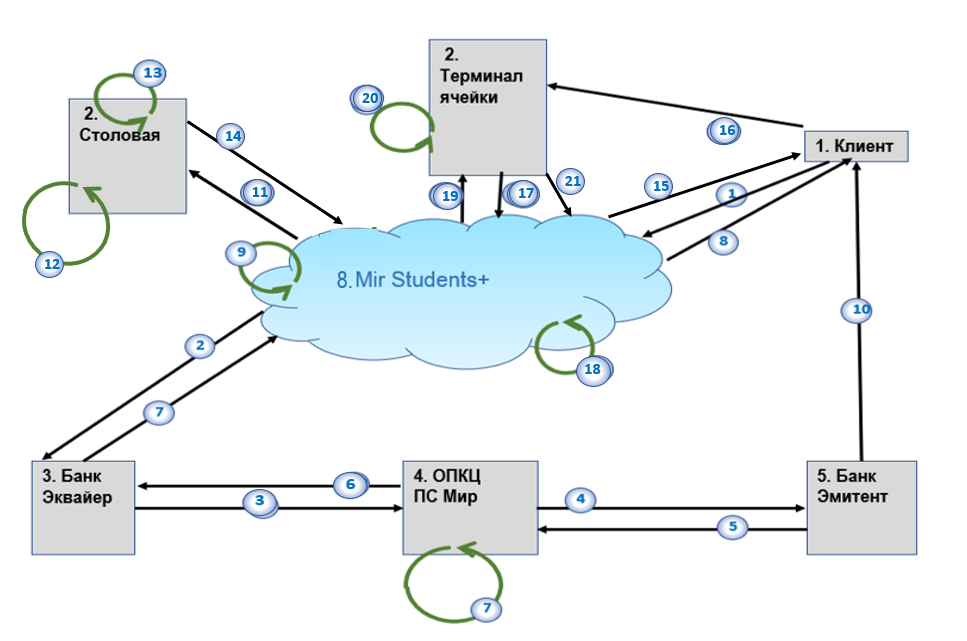 13
2.
Столовая
14
11
12
9
20
2.
Терминал
ячейки
16
1. Клиент
19
17
21
15
1
8
8. Mir Students+
18
10
2
7
3. Банк
Эквайер
6
3
4. ОПКЦ
ПС Мир
7
4
5
5. Банк
Эмитент